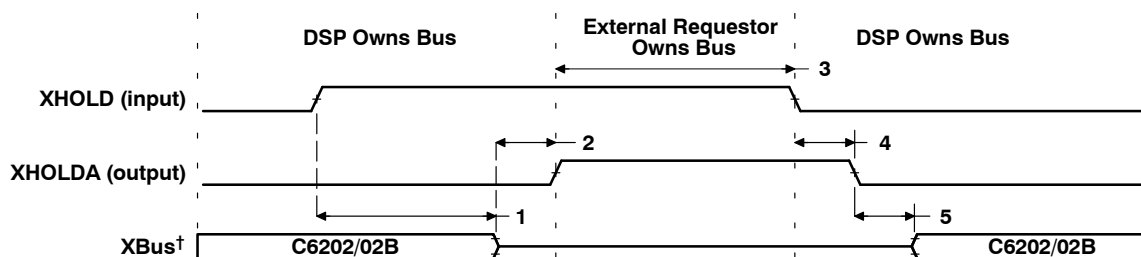 DSP Owns Bus
External Requestor
Owns Bus
DSP Owns Bus
3
XHOLD (input)
2
4
XHOLDA (output)
1
5
XBus†
C6202/02B
C6202/02B